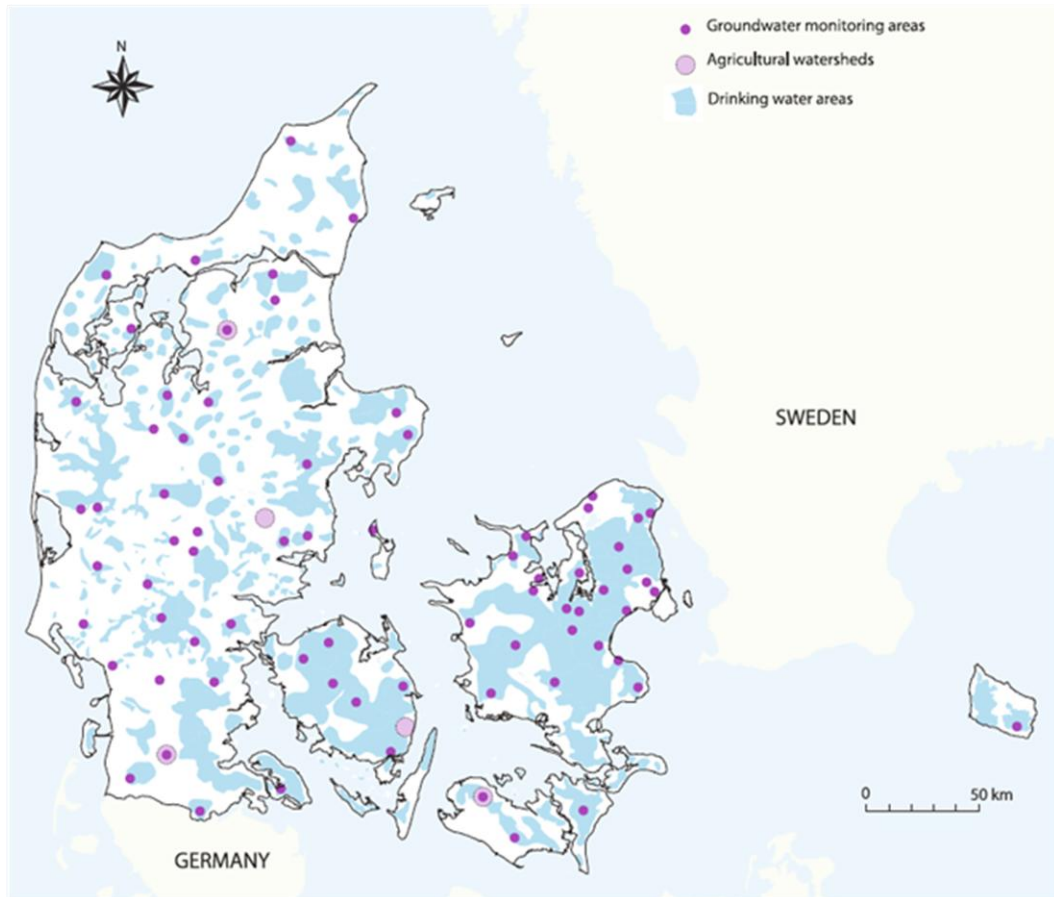 N
Groundwater monitoring areas
Agricultural watersheds
Drinking water areas
SWEDEN
0 50 km
GERMANY